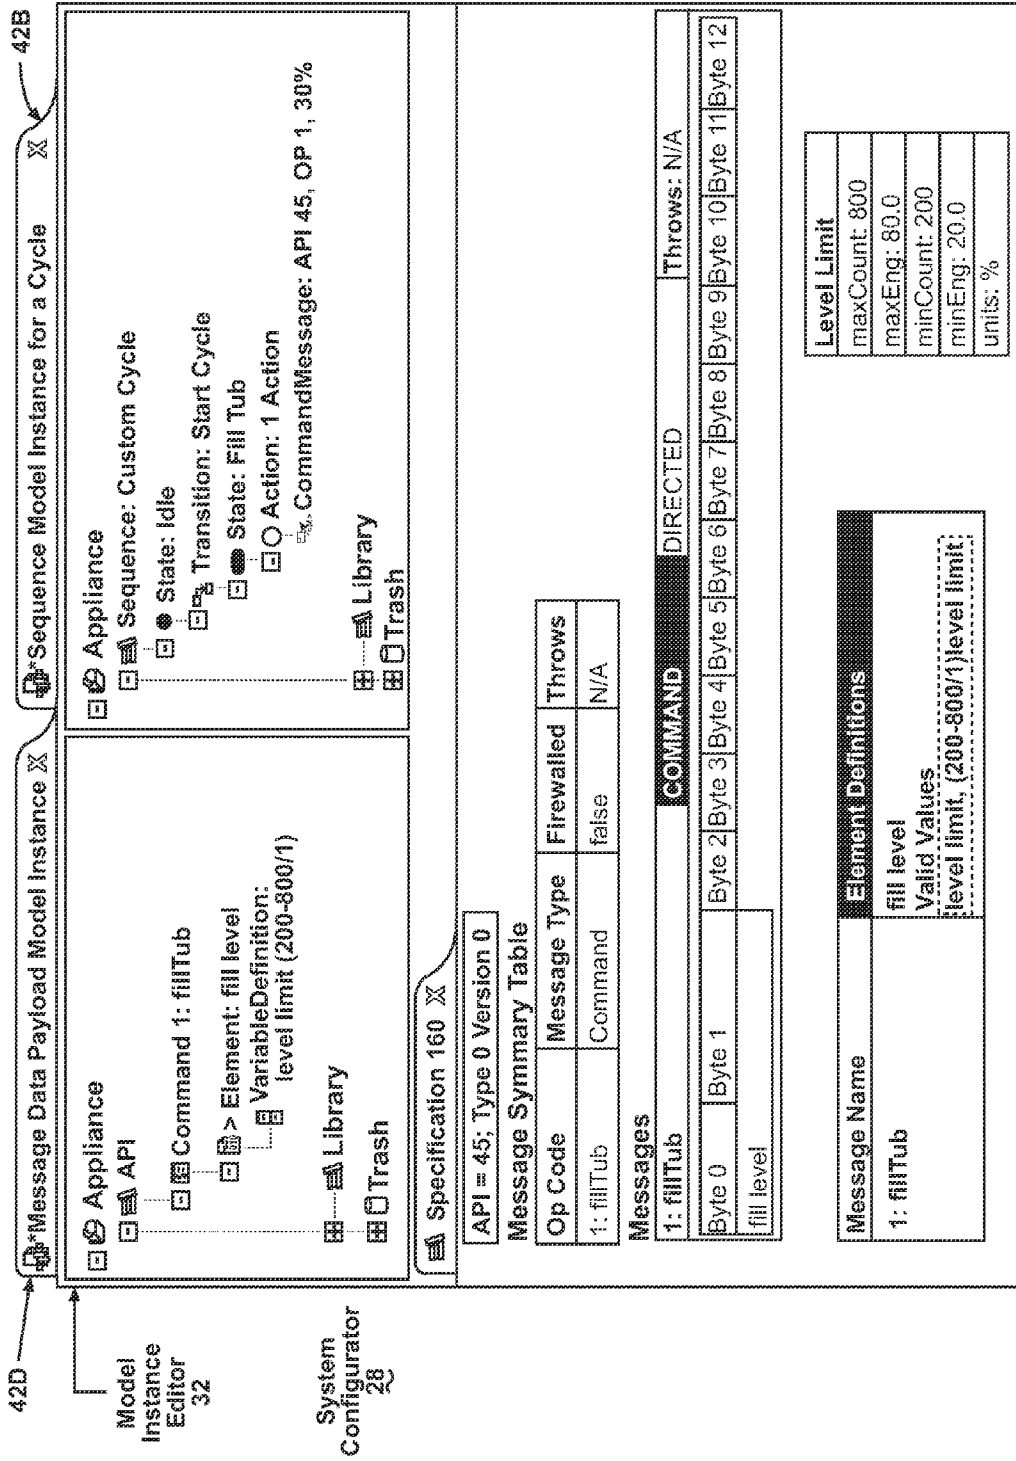 42D
42B
*Message Data Payload Model Instance X
*Sequence Model Instance for a Cycle X
Model
Instance
Editor
32
System
Configurator
28
Appliance
API
Command 1: fillTub
> Element: fill level
VariableDefinition:
level limit (200-800/1)
Library
Trash
Appliance
Sequence: Custom Cycle
State: Idle
Transition: Start Cycle
State: Fill Tub
Action: 1 Action
CommandMessage: API 45, OP 1, 30%
Library
Trash
Specification 160 X
API = 45; Type 0 Version 0
Message Symmary Table
Op Code Message Type Firewalled Throws
1: fillTub Command false N/A
Messages
1: fillTub COMMAND DIRECTED Throws: N/A
Byte 0 Byte 1 Byte 2 Byte 3 Byte 4 Byte 5 Byte 6 Byte 7 Byte 8 Byte 9 Byte 10 Byte 11 Byte 12
fill level
Message Name Element Definitions
1: fillTub
fill level
Valid Values
level limit, (200-800/1)level limit
Level Limit
maxCount: 800
maxEng: 80.0
minCount: 200
minEng: 20.0
units: %